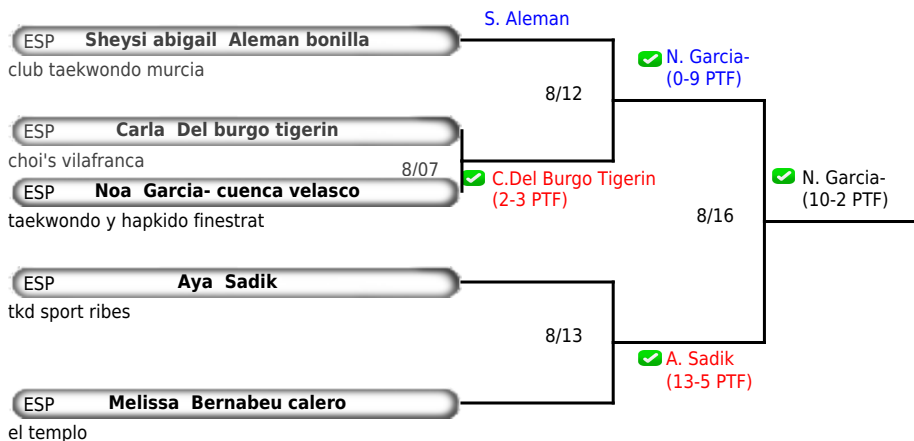 S. Aleman
ESP Sheysi abigail Aleman bonilla
club taekwondo murcia
N. Garcia-
(0-9 PTF)
8/12
ESP Carla Del burgo tigerin
choi's vilafranca
8/07
C.Del Burgo Tigerin
(2-3 PTF)
ESP Noa Garcia- cuenca velasco
taekwondo y hapkido finestrat
N. Garcia-
(10-2 PTF)
8/16
ESP Aya Sadik
tkd sport ribes
8/13
A. Sadik
(13-5 PTF)
ESP Melissa Bernabeu calero
el templo